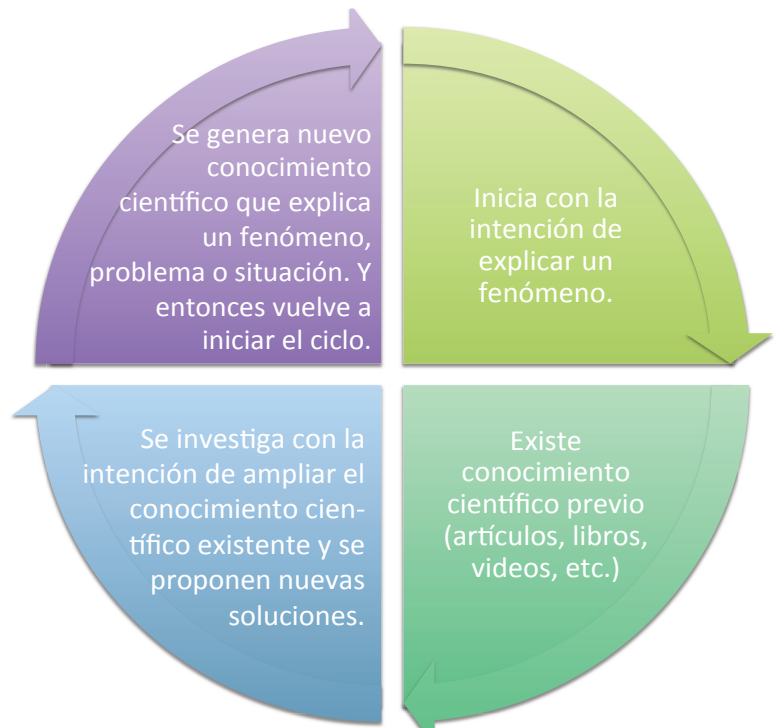 Inicia con la
intención de
explicar un
fenómeno.
Existe
conocimiento
científico previo
(artículos, libros,
videos, etc.)
Se investiga con la
intención de ampliar el
conocimiento cien-
tífico existente y se
proponen nuevas
soluciones.
Se genera nuevo
conocimiento
científico que explica
un fenómeno,
problema o situación. Y
entonces vuelve a
iniciar el ciclo.